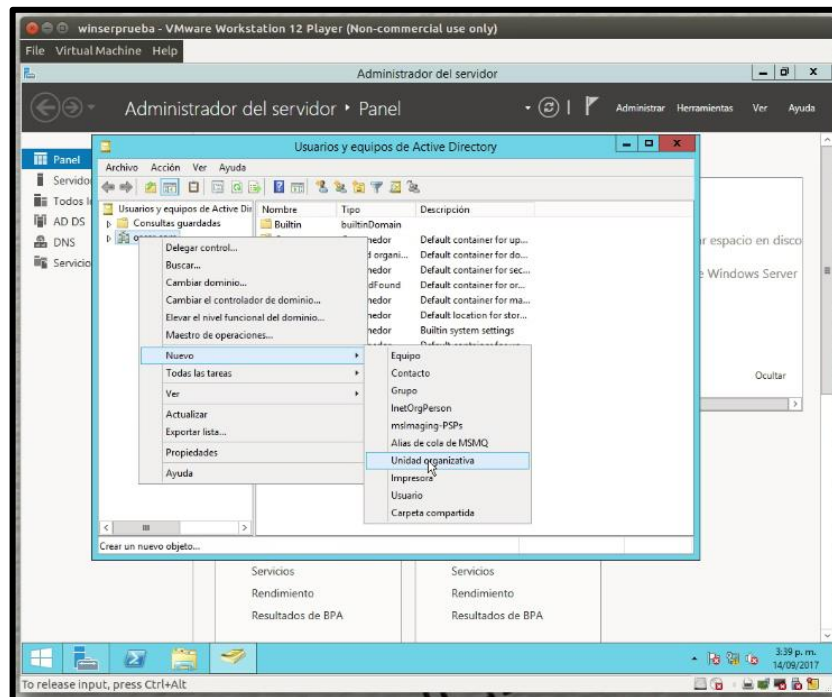 winserprueba - VMware Workstation 12 Player (Non-commercial use only)
File Virtual Machine Help
Administrador del servidor
Administrador del servidor ‣ Panel
Administrar Herramientas Ver Ayuda
Panel
Servido
Todos l
AD DS
DNS
Servicio
Usuarios y equipos de Active Directory
Archivo Acción Ver Ayuda
Usuarios y equipos de Active Dir
Consultas guardadas
Nombre Tipo Descripción
Builtin builtinDomain
nedor Default container for up...
d organi... Default container for do...
nedor Default container for sec...
dFound Default container for or...
nedor Default container for ma...
nedor Default location for stor...
nedor Builtin system settings
Delegar control...
Buscar...
Cambiar dominio...
Cambiar el controlador de dominio...
Elevar el nivel funcional del dominio...
Maestro de operaciones...
Nuevo
Todas las tareas
Ver
Actualizar
Exportar lista...
Propiedades
Ayuda
Equipo
Contacto
Grupo
InetOrgPerson
msImaging-PSPs
Alias de cola de MSMQ
Unidad organizativa
Impresora
Usuario
Carpeta compartida
ar espacio en disco
e Windows Server
Ocultar
Crear un nuevo objeto...
Servicios Servicios
Rendimiento Rendimiento
Resultados de BPA Resultados de BPA
3:39 p. m.
14/09/2017
To release input, press Ctrl+Alt